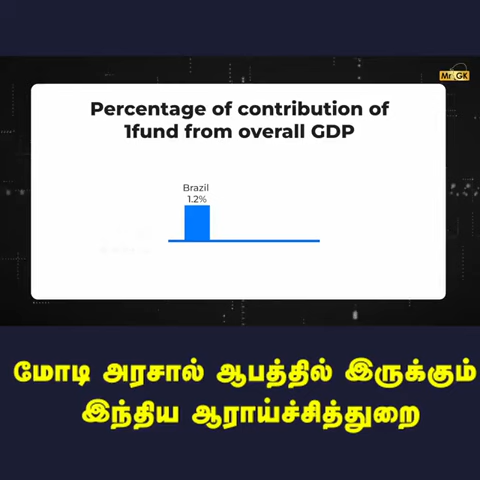 Mr GK
Percentage of contribution of
1fund from overall GDP
Brazil
1.2%
மோடி அரசால் ஆபத்தில் இருக்கும்
இந்திய ஆராய்ச்சித்துறை